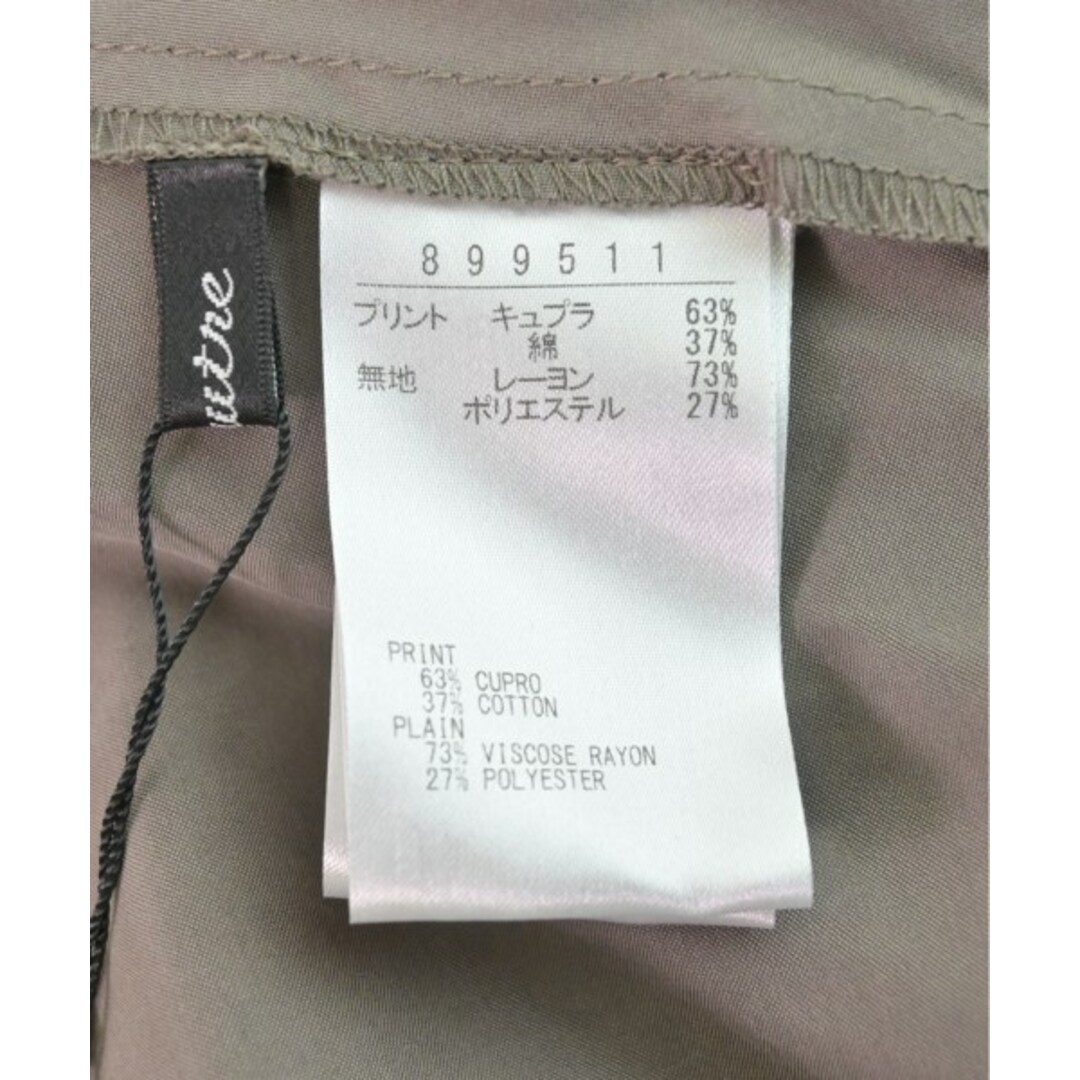 899511
プリント キュプラ 63%
綿 37%
無地 レーヨン 73%
ポリエステル 27%
PRINT
63% CUPRO
37% COTTON
PLAIN
73% VISCOSE RAYON
27% POLYESTER